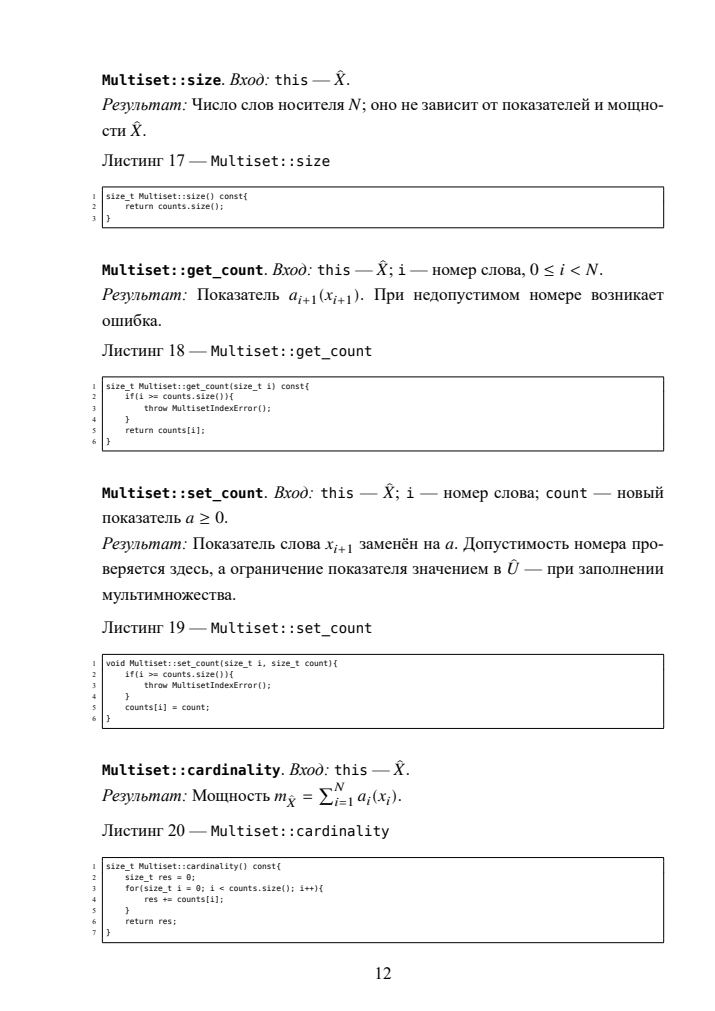 Multiset::size. Вход: this — X̂.
Результат: Число слов носителя N; оно не зависит от показателей и мощно-
сти X̂.
Листинг 17 — Multiset::size
1 size_t Multiset::size() const{
2     return counts.size();
3 }
Multiset::get_count. Вход: this — X̂; i — номер слова, 0 ≤ i < N.
Результат: Показатель aᵢ₊₁(xᵢ₊₁). При недопустимом номере возникает
ошибка.
Листинг 18 — Multiset::get_count
1 size_t Multiset::get_count(size_t i) const{
2     if(i >= counts.size()){
3         throw MultisetIndexError();
4     }
5     return counts[i];
6 }
Multiset::set_count. Вход: this — X̂; i — номер слова; count — новый
показатель a ≥ 0.
Результат: Показатель слова xᵢ₊₁ заменён на a. Допустимость номера про-
веряется здесь, а ограничение показателя значением в Û — при заполнении
мультимножества.
Листинг 19 — Multiset::set_count
1 void Multiset::set_count(size_t i, size_t count){
2     if(i >= counts.size()){
3         throw MultisetIndexError();
4     }
5     counts[i] = count;
6 }
Multiset::cardinality. Вход: this — X̂.
Результат: Мощность m_X̂ = ∑ᵢ₌₁ᴺ aᵢ(xᵢ).
Листинг 20 — Multiset::cardinality
1 size_t Multiset::cardinality() const{
2     size_t res = 0;
3     for(size_t i = 0; i < counts.size(); i++){
4         res += counts[i];
5     }
6     return res;
7 }
12